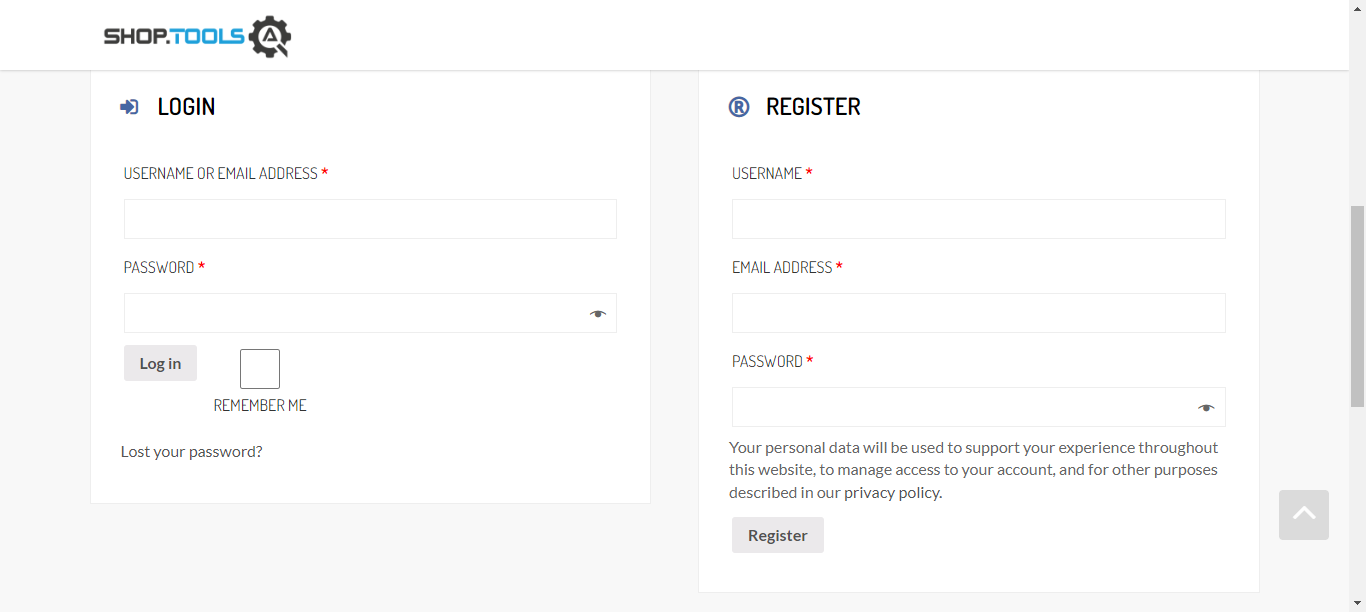 SHOP.TOOLS
LOGIN
USERNAME OR EMAIL ADDRESS *
PASSWORD *
Log in
REMEMBER ME
Lost your password?
® REGISTER
USERNAME *
EMAIL ADDRESS *
PASSWORD *
Your personal data will be used to support your experience throughout
this website, to manage access to your account, and for other purposes
described in our privacy policy.
Register